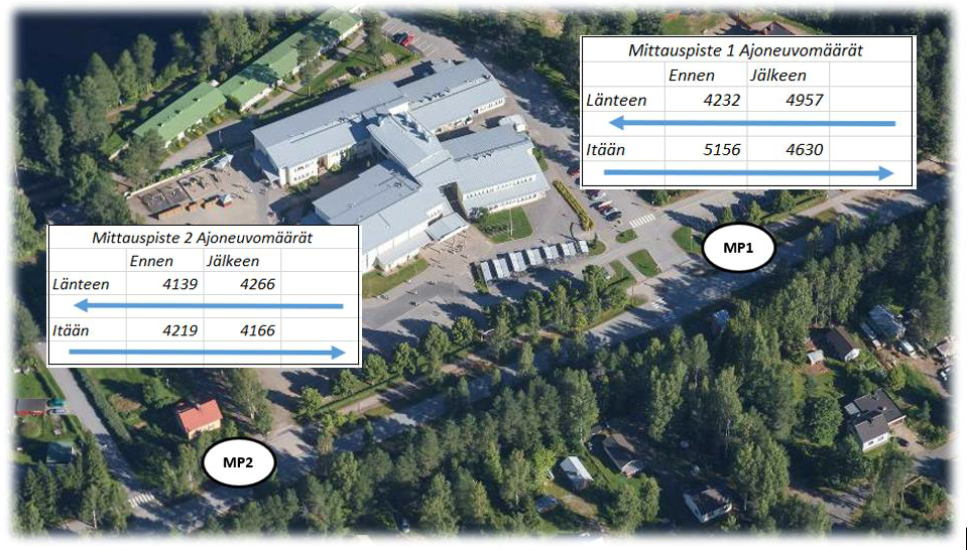 Mittauspiste 1 Ajoneuvomäärät
Ennen Jälkeen
Länteen 4232 4957
Itään 5156 4630
MP1
Mittauspiste 2 Ajoneuvomäärät
Ennen Jälkeen
Länteen 4139 4266
Itään 4219 4166
MP2